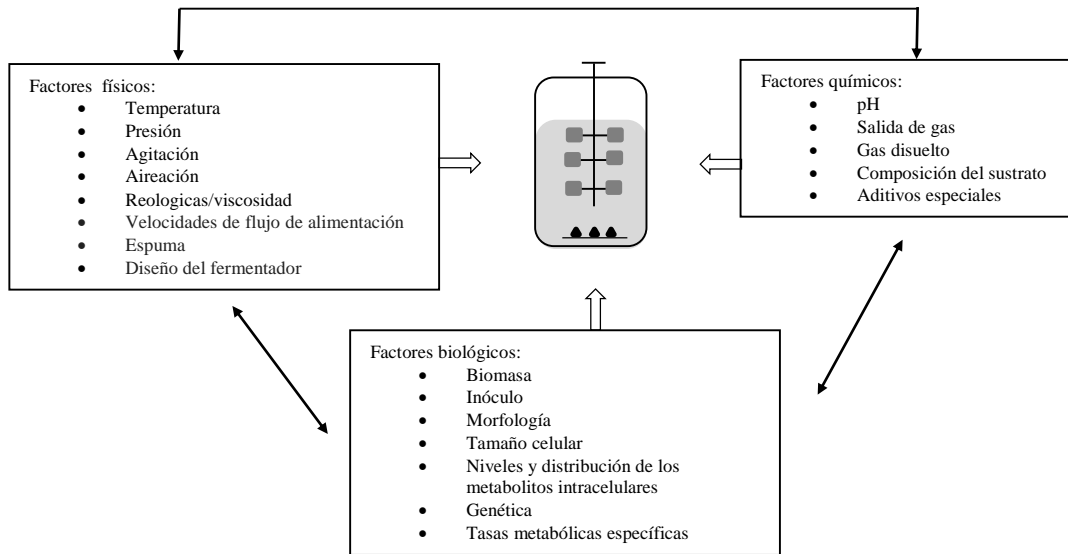 Factores físicos:
• Temperatura
• Presión
• Agitación
• Aireación
• Reologicas/viscosidad
• Velocidades de flujo de alimentación
• Espuma
• Diseño del fermentador
Factores químicos:
• pH
• Salida de gas
• Gas disuelto
• Composición del sustrato
• Aditivos especiales
Factores biológicos:
• Biomasa
• Inóculo
• Morfología
• Tamaño celular
• Niveles y distribución de los
metabolitos intracelulares
• Genética
• Tasas metabólicas específicas